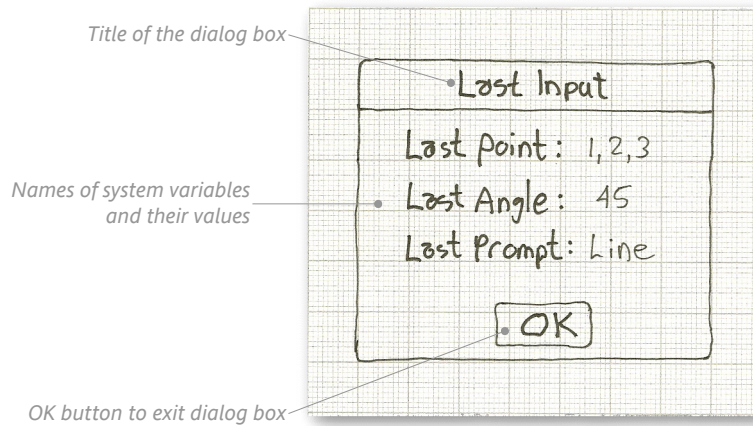 Title of the dialog box
Last Input
Last Point: 1,2,3
Names of system variables
and their values
Last Angle: 45
Last Prompt: Line
OK
OK button to exit dialog box